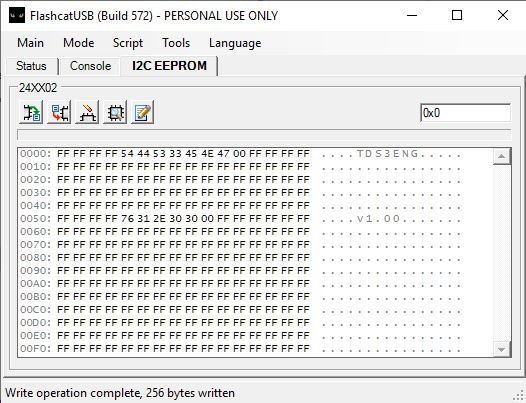 FlashcatUSB (Build 572) - PERSONAL USE ONLY
Main Mode Script Tools Language
Status Console I2C EEPROM
24XX02
0x0
0000: FF FF FF FF 54 44 53 33 45 4E 47 00 FF FF FF FF ....TDS3ENG.....
0010: FF FF FF FF FF FF FF FF FF FF FF FF FF FF FF FF ................
0020: FF FF FF FF FF FF FF FF FF FF FF FF FF FF FF FF ................
0030: FF FF FF FF FF FF FF FF FF FF FF FF FF FF FF FF ................
0040: FF FF FF FF FF FF FF FF FF FF FF FF FF FF FF FF ................
0050: FF FF FF FF 76 31 2E 30 30 00 FF FF FF FF FF FF ....v1.00.......
0060: FF FF FF FF FF FF FF FF FF FF FF FF FF FF FF FF ................
0070: FF FF FF FF FF FF FF FF FF FF FF FF FF FF FF FF ................
0080: FF FF FF FF FF FF FF FF FF FF FF FF FF FF FF FF ................
0090: FF FF FF FF FF FF FF FF FF FF FF FF FF FF FF FF ................
00A0: FF FF FF FF FF FF FF FF FF FF FF FF FF FF FF FF ................
00B0: FF FF FF FF FF FF FF FF FF FF FF FF FF FF FF FF ................
00C0: FF FF FF FF FF FF FF FF FF FF FF FF FF FF FF FF ................
00D0: FF FF FF FF FF FF FF FF FF FF FF FF FF FF FF FF ................
00E0: FF FF FF FF FF FF FF FF FF FF FF FF FF FF FF FF ................
00F0: FF FF FF FF FF FF FF FF FF FF FF FF FF FF FF FF ................
Write operation complete, 256 bytes written